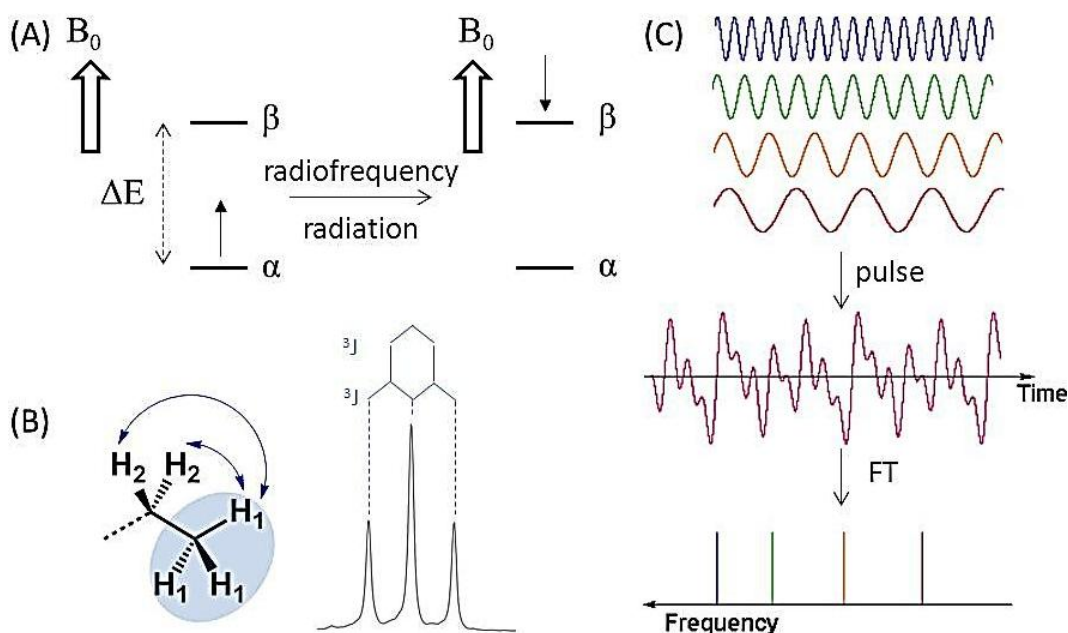 (A)
B₀
β
ΔE
α
radiofrequency
radiation
B₀
β
α
(B)
H₂ H₂
H₁
H₁ H₁
³J
³J
(C)
pulse
Time
FT
Frequency